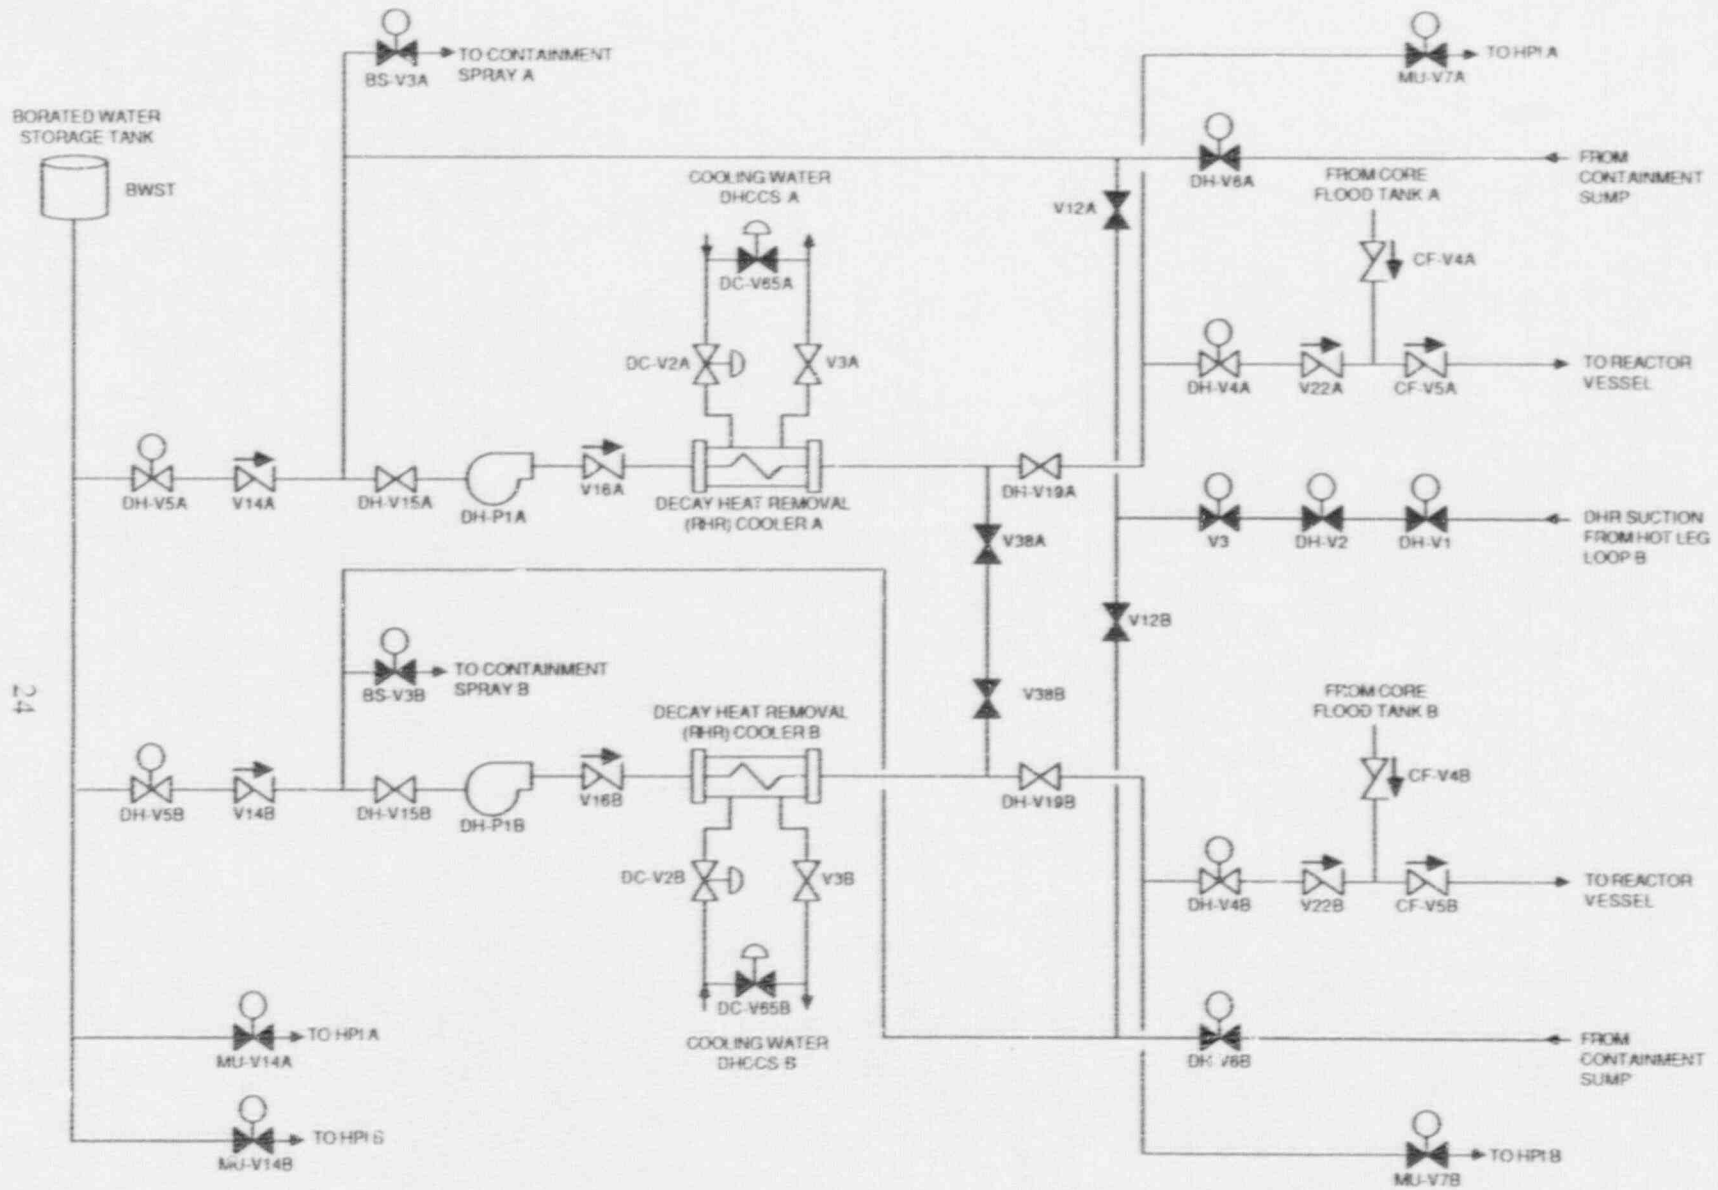 TO CONTAINMENT
SPRAY A
BS-V3A
TO HPI A
MU-V7A
BORATED WATER
STORAGE TANK
BWST
COOLING WATER
DHCCS A
DH-V6A
FROM
CONTAINMENT
SUMP
FROM CORE
FLOOD TANK A
V12A
CF-V4A
DC-V65A
DC-V2A
V3A
DH-V4A
V22A
CF-V5A
TO REACTOR
VESSEL
DH-V5A
V14A
DH-V15A
DH-P1A
V16A
DECAY HEAT REMOVAL
(RHR) COOLER A
DH-V19A
V38A
V3
DH-V2
DH-V1
DHR SUCTION
FROM HOT LEG
LOOP B
V12B
BS-V3B
TO CONTAINMENT
SPRAY B
24
DECAY HEAT REMOVAL
(RHR) COOLER B
V38B
FROM CORE
FLOOD TANK B
CF-V4B
DH-V5B
V14B
DH-V15B
DH-P1B
V16B
DH-V19B
DC-V2B
V3B
DH-V4B
V22B
CF-V5B
TO REACTOR
VESSEL
DC-V65B
COOLING WATER
DHCCS B
TO HPI A
MU-V14A
DH-V6B
FROM
CONTAINMENT
SUMP
TO HPI B
MU-V14B
TO HPI B
MU-V7B